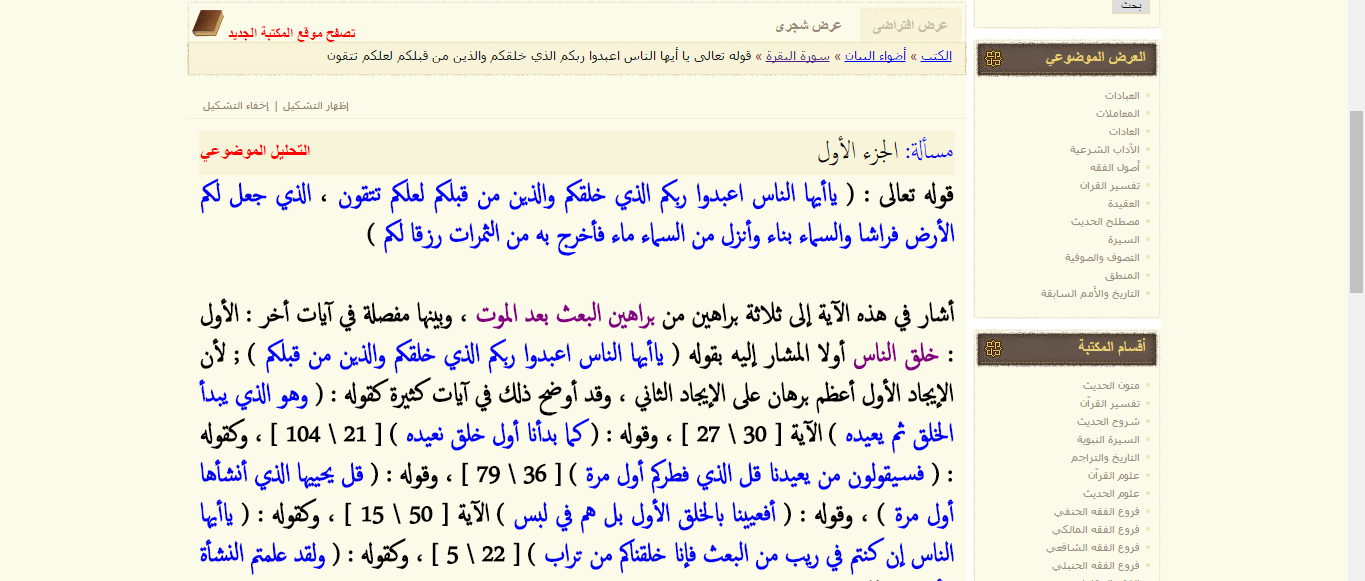 بحث
عرض افتراضى
عرض شجرى
تصفح موقع المكتبة الجديد
الكتب » أضواء البيان » سورة البقرة » قوله تعالى يا أيها الناس اعبدوا ربكم الذي خلقكم والذين من قبلكم لعلكم تتقون
إظهار التشكيل | إخفاء التشكيل
مسألة: الجزء الأول
التحليل الموضوعي
قوله تعالى : ( ياأيها الناس اعبدوا ربكم الذي خلقكم والذين من قبلكم لعلكم تتقون ، الذي جعل لكم
الأرض فراشا والسماء بناء وأنزل من السماء ماء فأخرج به من الثمرات رزقا لكم )
أشار في هذه الآية إلى ثلاثة براهين من براهين البعث بعد الموت ، وبينها مفصلة في آيات أخر : الأول
: خلق الناس أولا المشار إليه بقوله ( ياأيها الناس اعبدوا ربكم الذي خلقكم والذين من قبلكم ) ; لأن
الإيجاد الأول أعظم برهان على الإيجاد الثاني ، وقد أوضح ذلك في آيات كثيرة كقوله : ( وهو الذي يبدأ
الخلق ثم يعيده ) الآية [ 30 \ 27 ] ، وقوله : ( كما بدأنا أول خلق نعيده ) [ 21 \ 104 ] ، وكقوله
: ( فسيقولون من يعيدنا قل الذي فطركم أول مرة ) [ 36 \ 79 ] ، وقوله : ( قل يحييها الذي أنشأها
أول مرة ) ، وقوله : ( أفعيينا بالخلق الأول بل هم في لبس ) الآية [ 50 \ 15 ] ، وكقوله : ( ياأيها
الناس إن كنتم في ريب من البعث فإنا خلقناكم من تراب ) [ 22 \ 5 ] ، وكقوله : ( ولقد علمتم النشأة
العرض الموضوعي
العبادات
المعاملات
العادات
الآداب الشرعية
أصول الفقه
تفسير القران
العقيدة
مصطلح الحديث
السيرة
التصوف والصوفية
المنطق
التاريخ والأمم السابقة
أقسام المكتبة
متون الحديث
تفسير القرآن
شروح الحديث
السيرة النبوية
التاريخ والتراجم
علوم القرآن
علوم الحديث
فروع الفقه الحنفي
فروع الفقه المالكي
فروع الفقه الشافعي
فروع الفقه الحنبلي